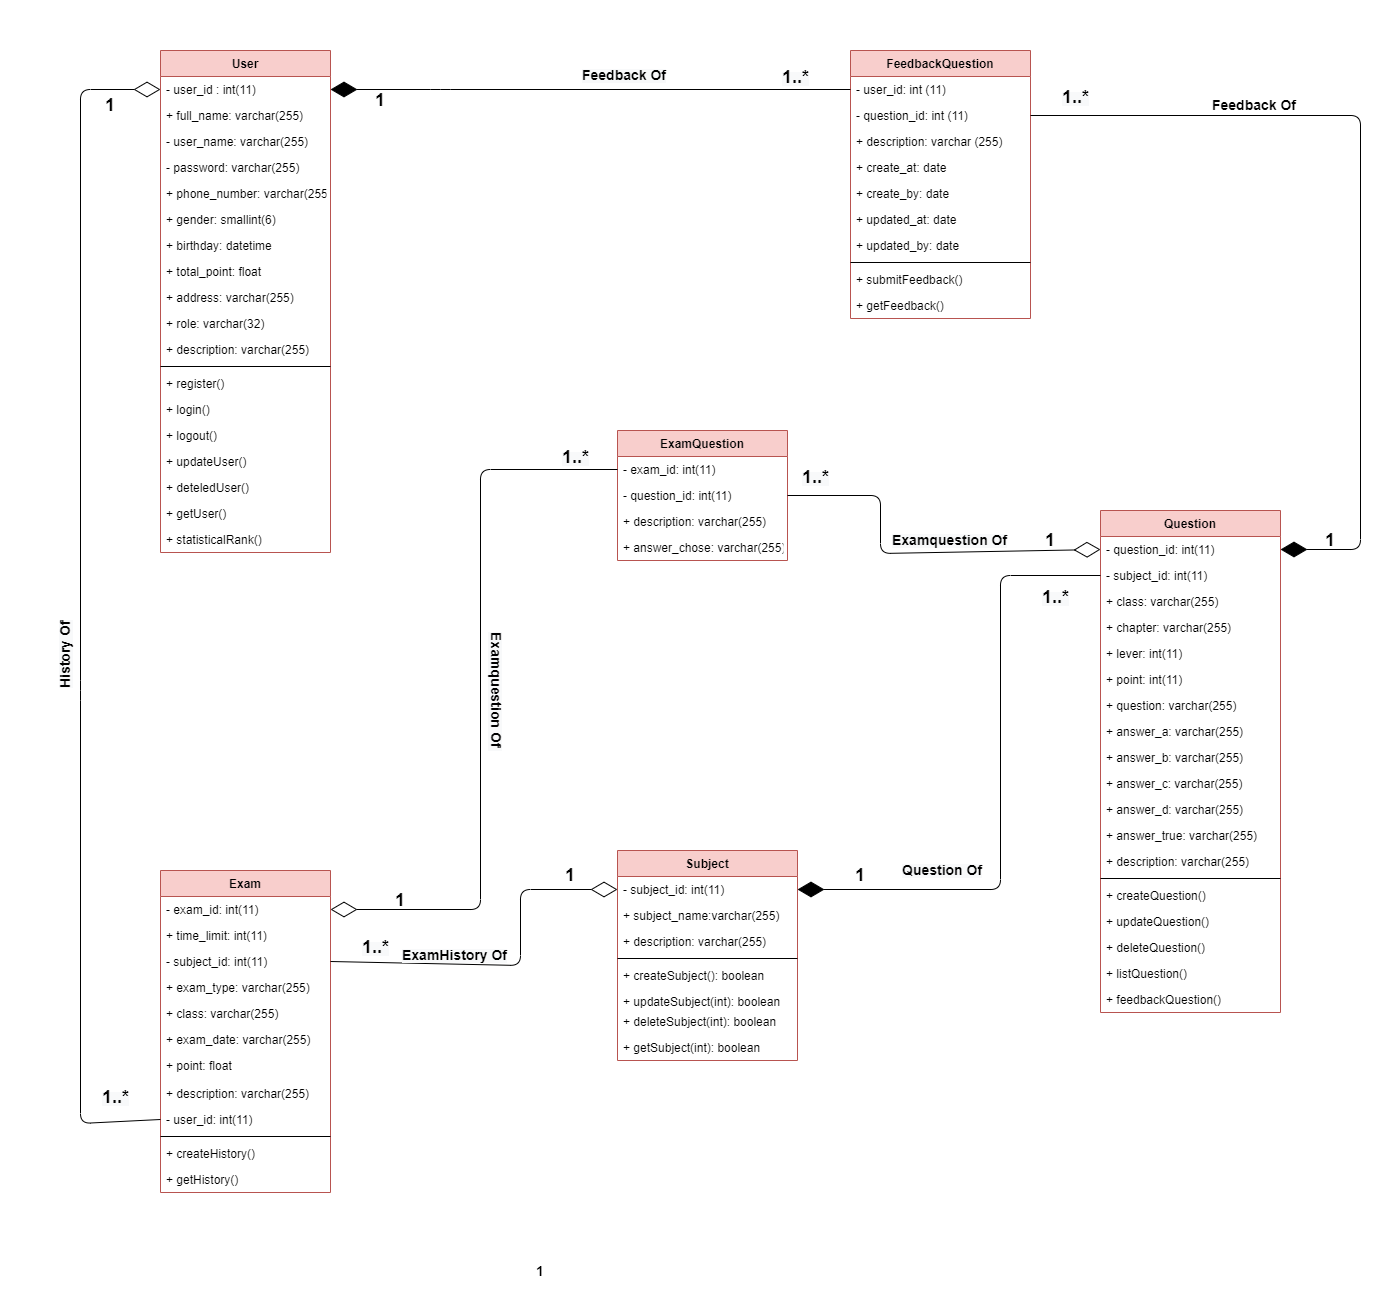 User
- user_id : int(11)
+ full_name: varchar(255)
- user_name: varchar(255)
- password: varchar(255)
+ phone_number: varchar(255
+ gender: smallint(6)
+ birthday: datetime
+ total_point: float
+ address: varchar(255)
+ role: varchar(32)
+ description: varchar(255)
+ register()
+ login()
+ logout()
+ updateUser()
+ deteledUser()
+ getUser()
+ statisticalRank()
1
1
Feedback Of
1..*
FeedbackQuestion
- user_id: int (11)
- question_id: int (11)
+ description: varchar (255)
+ create_at: date
+ create_by: date
+ updated_at: date
+ updated_by: date
+ submitFeedback()
+ getFeedback()
1..*
Feedback Of
1
ExamQuestion
- exam_id: int(11)
- question_id: int(11)
+ description: varchar(255)
+ answer_chose: varchar(255)
1..*
1..*
Examquestion Of
1
Question
- question_id: int(11)
- subject_id: int(11)
+ class: varchar(255)
+ chapter: varchar(255)
+ lever: int(11)
+ point: int(11)
+ question: varchar(255)
+ answer_a: varchar(255)
+ answer_b: varchar(255)
+ answer_c: varchar(255)
+ answer_d: varchar(255)
+ answer_true: varchar(255)
+ description: varchar(255)
+ createQuestion()
+ updateQuestion()
+ deleteQuestion()
+ listQuestion()
+ feedbackQuestion()
1..*
History Of
Examquestion Of
Exam
- exam_id: int(11)
+ time_limit: int(11)
- subject_id: int(11)
+ exam_type: varchar(255)
+ class: varchar(255)
+ exam_date: varchar(255)
+ point: float
+ description: varchar(255)
- user_id: int(11)
+ createHistory()
+ getHistory()
1..*
1
1..*
ExamHistory Of
1
Subject
- subject_id: int(11)
+ subject_name:varchar(255)
+ description: varchar(255)
+ createSubject(): boolean
+ updateSubject(int): boolean
+ deleteSubject(int): boolean
+ getSubject(int): boolean
1
Question Of
1